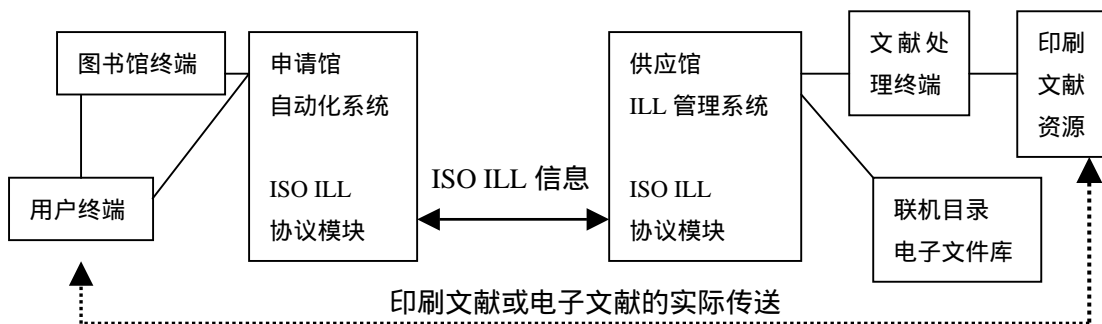 图书馆终端
用户终端
申请馆
自动化系统
ISO ILL
协议模块
ISO ILL 信息
供应馆
ILL 管理系统
ISO ILL
协议模块
文献处
理终端
印刷
文献
资源
联机目录
电子文件库
印刷文献或电子文献的实际传送